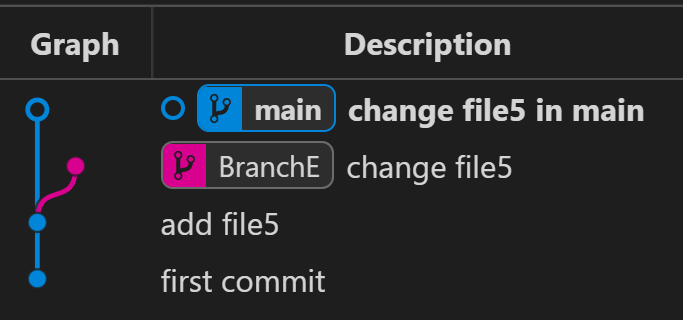 Graph Description
main change file5 in main
BranchE change file5
add file5
first commit